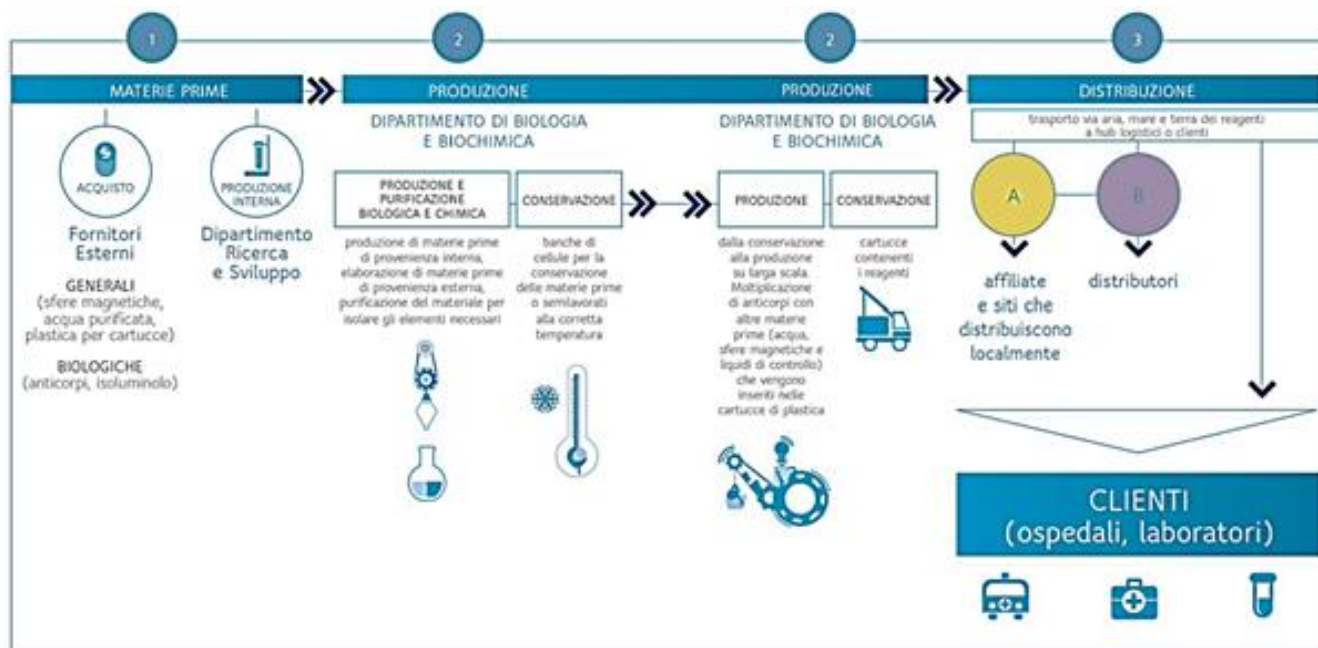 1
MATERIE PRIME
ACQUISTO
Fornitori
Esterni
GENERALI
(sfere magnetiche,
acqua purificata,
plastica per cartucce)
BIOLOGICHE
(anticorpi, isoluminolo)
PRODUZIONE
INTERNA
Dipartimento
Ricerca
e Sviluppo
2
PRODUZIONE
DIPARTIMENTO DI BIOLOGIA
E BIOCHIMICA
PRODUZIONE E
PURIFICAZIONE
BIOLOGICA E CHIMICA
produzione di materie prime
di provenienza interna,
elaborazione di materie prime
di provenienza esterna,
purificazione del materiale per
isolare gli elementi necessari
CONSERVAZIONE
banche di
cellule per la
conservazione
delle materie prime
o semilavorati
alla corretta
temperatura
2
PRODUZIONE
DIPARTIMENTO DI BIOLOGIA
E BIOCHIMICA
PRODUZIONE
dalla conservazione
alla produzione
su larga scala.
Moltiplicazione
di anticorpi con
altre materie
prime (acqua,
sfere magnetiche e
liquidi di controllo)
che vengono
inseriti nelle
cartucce di plastica
CONSERVAZIONE
cartucce
contenenti
i reagenti
3
DISTRIBUZIONE
trasporto via aria, mare e terra dei reagenti
a hub logistici o clienti
A
affiliate
e siti che
distribuiscono
localmente
B
distributori
CLIENTI
(ospedali, laboratori)